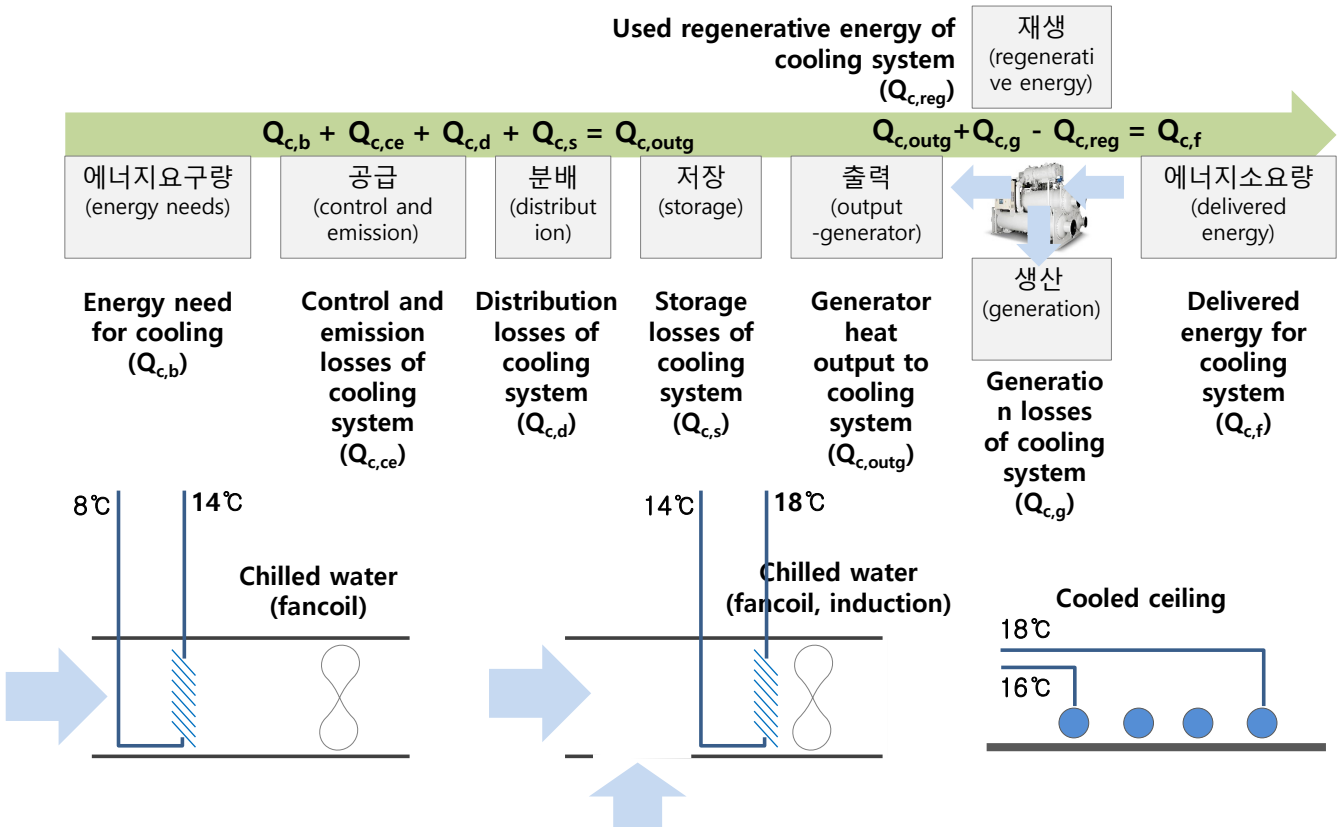 Used regenerative energy of
cooling system
(Qc,reg)
재생
(regenerati
ve energy)
Qc,b + Qc,ce + Qc,d + Qc,s = Qc,outg
Qc,outg+Qc,g - Qc,reg = Qc,f
에너지요구량
(energy needs)
공급
(control and
emission)
분배
(distribut
ion)
저장
(storage)
출력
(output
-generator)
에너지소요량
(delivered
energy)
생산
(generation)
Energy need
for cooling
(Qc,b)
Control and
emission
losses of
cooling
system
(Qc,ce)
Distribution
losses of
cooling
system
(Qc,d)
Storage
losses of
cooling
system
(Qc,s)
Generator
heat
output to
cooling
system
(Qc,outg)
Generatio
n losses
of cooling
system
(Qc,g)
Delivered
energy for
cooling
system
(Qc,f)
8℃
14℃
Chilled water
(fancoil)
14℃
18℃
Chilled water
(fancoil, induction)
Cooled ceiling
18℃
16℃